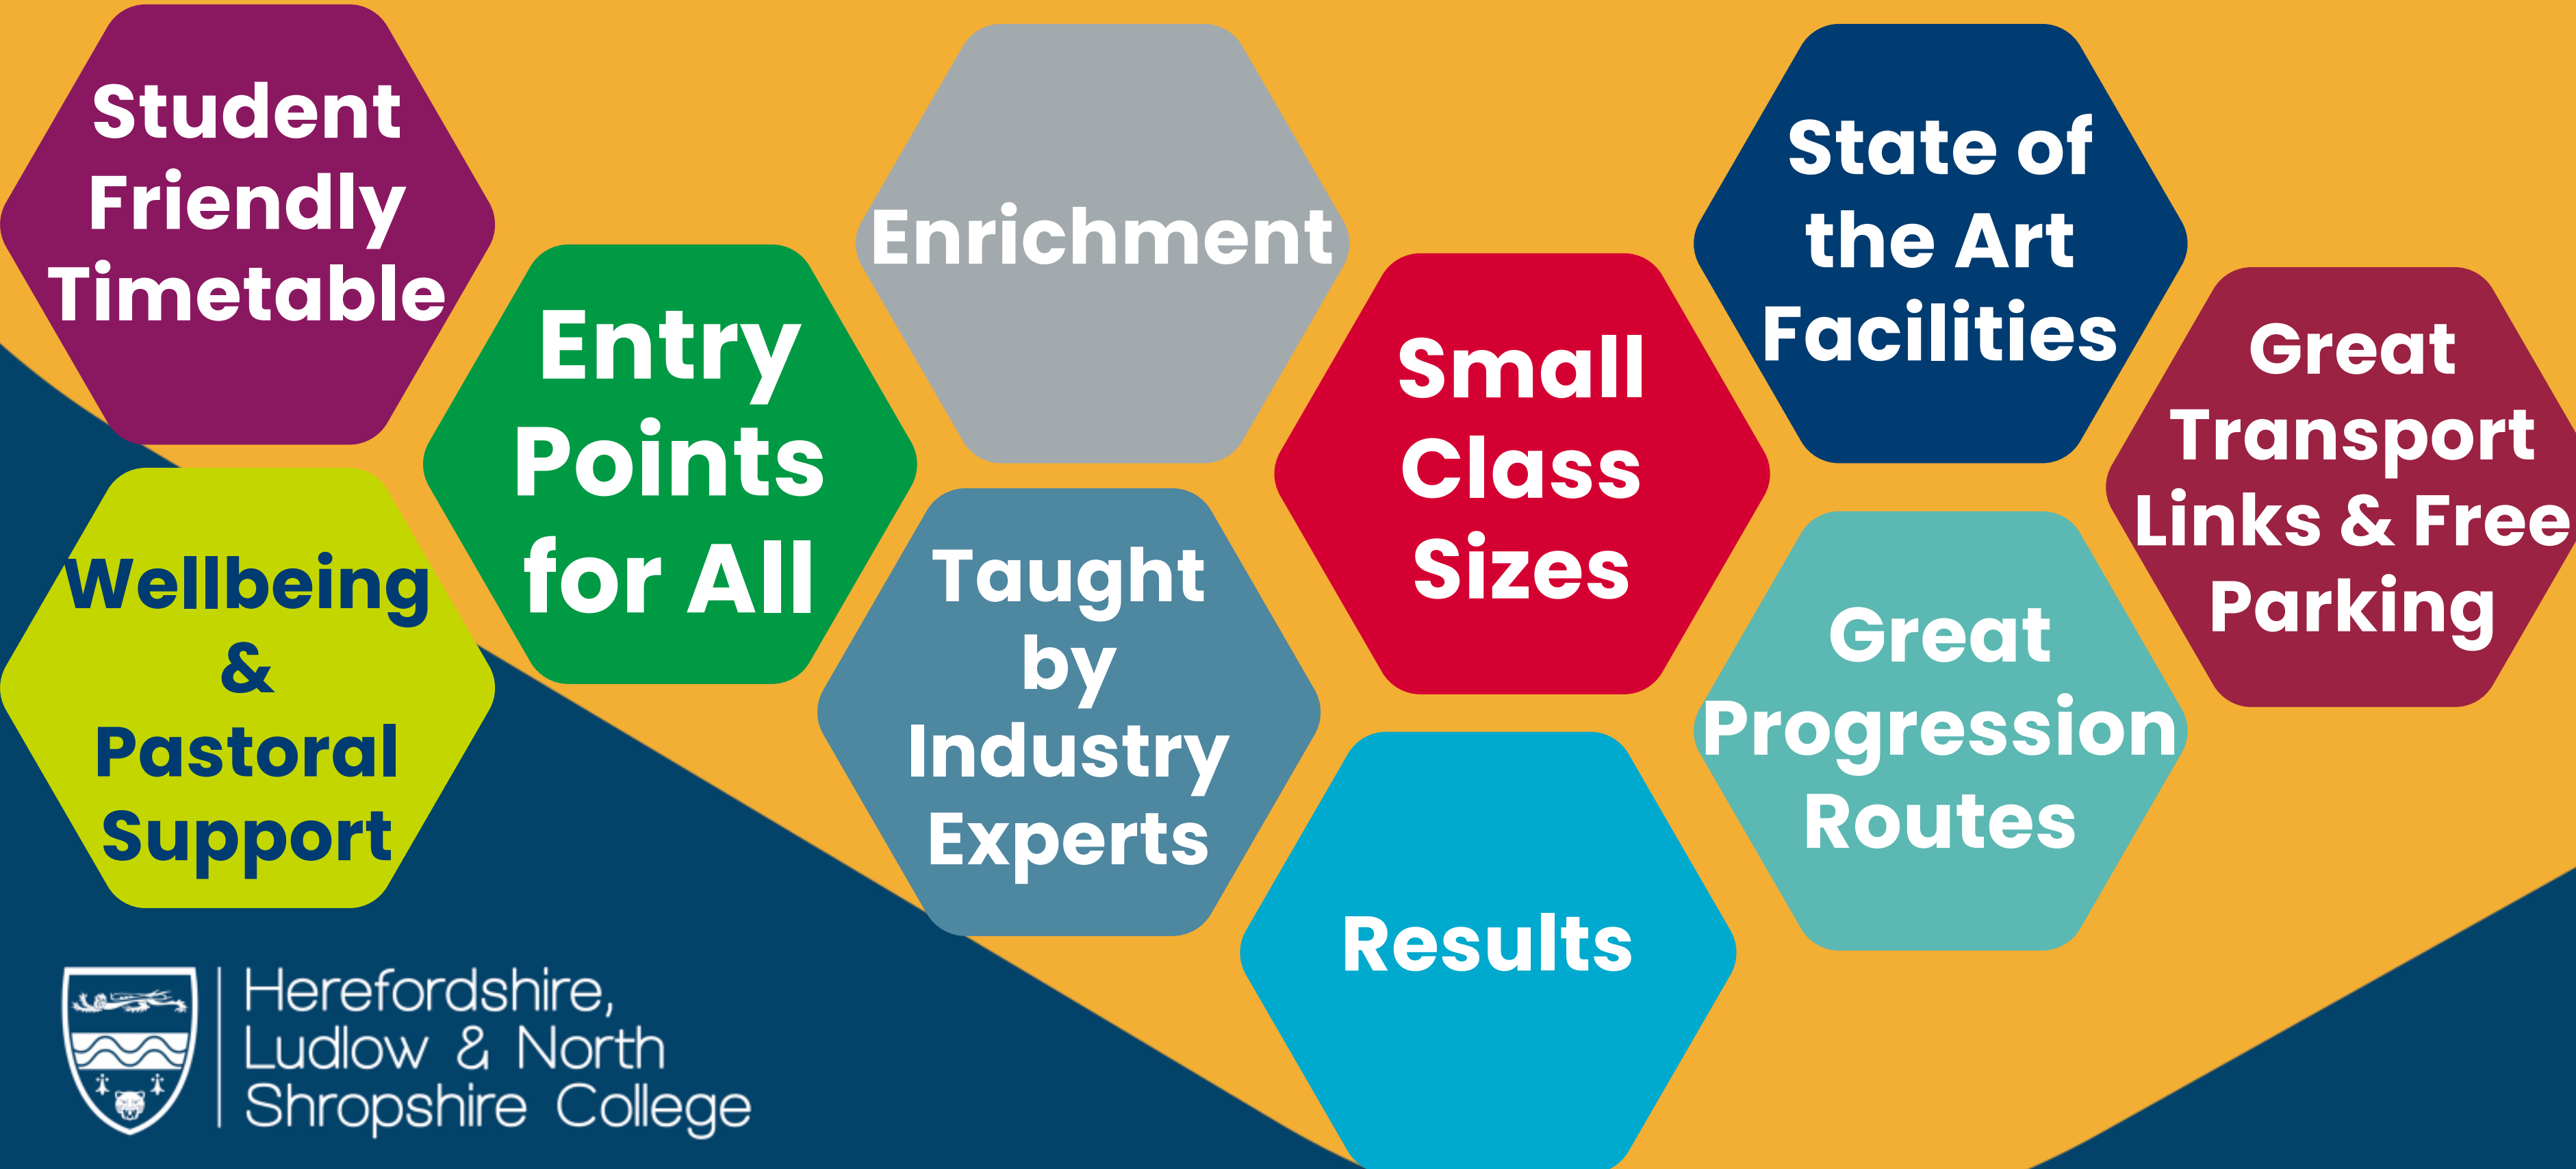 Student
Friendly
Timetable
Entry
Points
for All
Enrichment
Small
Class
Sizes
State of
the Art
Facilities
Great
Transport
Links & Free
Parking
Wellbeing
&
Pastoral
Support
Taught
by
Industry
Experts
Great
Progression
Routes
Results
Herefordshire,
Ludlow & North
Shropshire College